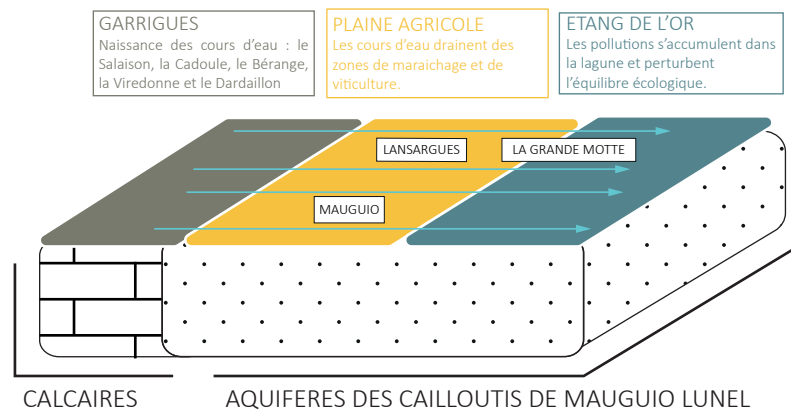 GARRIGUES
Naissance des cours d'eau : le
Salaison, la Cadoule, le Bérange,
la Viredonne et le Dardaillon
PLAINE AGRICOLE
Les cours d'eau drainent des
zones de maraichage et de
viticulture.
ETANG DE L'OR
Les pollutions s'accumulent dans
la lagune et perturbent
l'équilibre écologique.
LANSARGUES
LA GRANDE MOTTE
MAUGUIO
CALCAIRES
AQUIFERES DES CAILLOUTIS DE MAUGUIO LUNEL